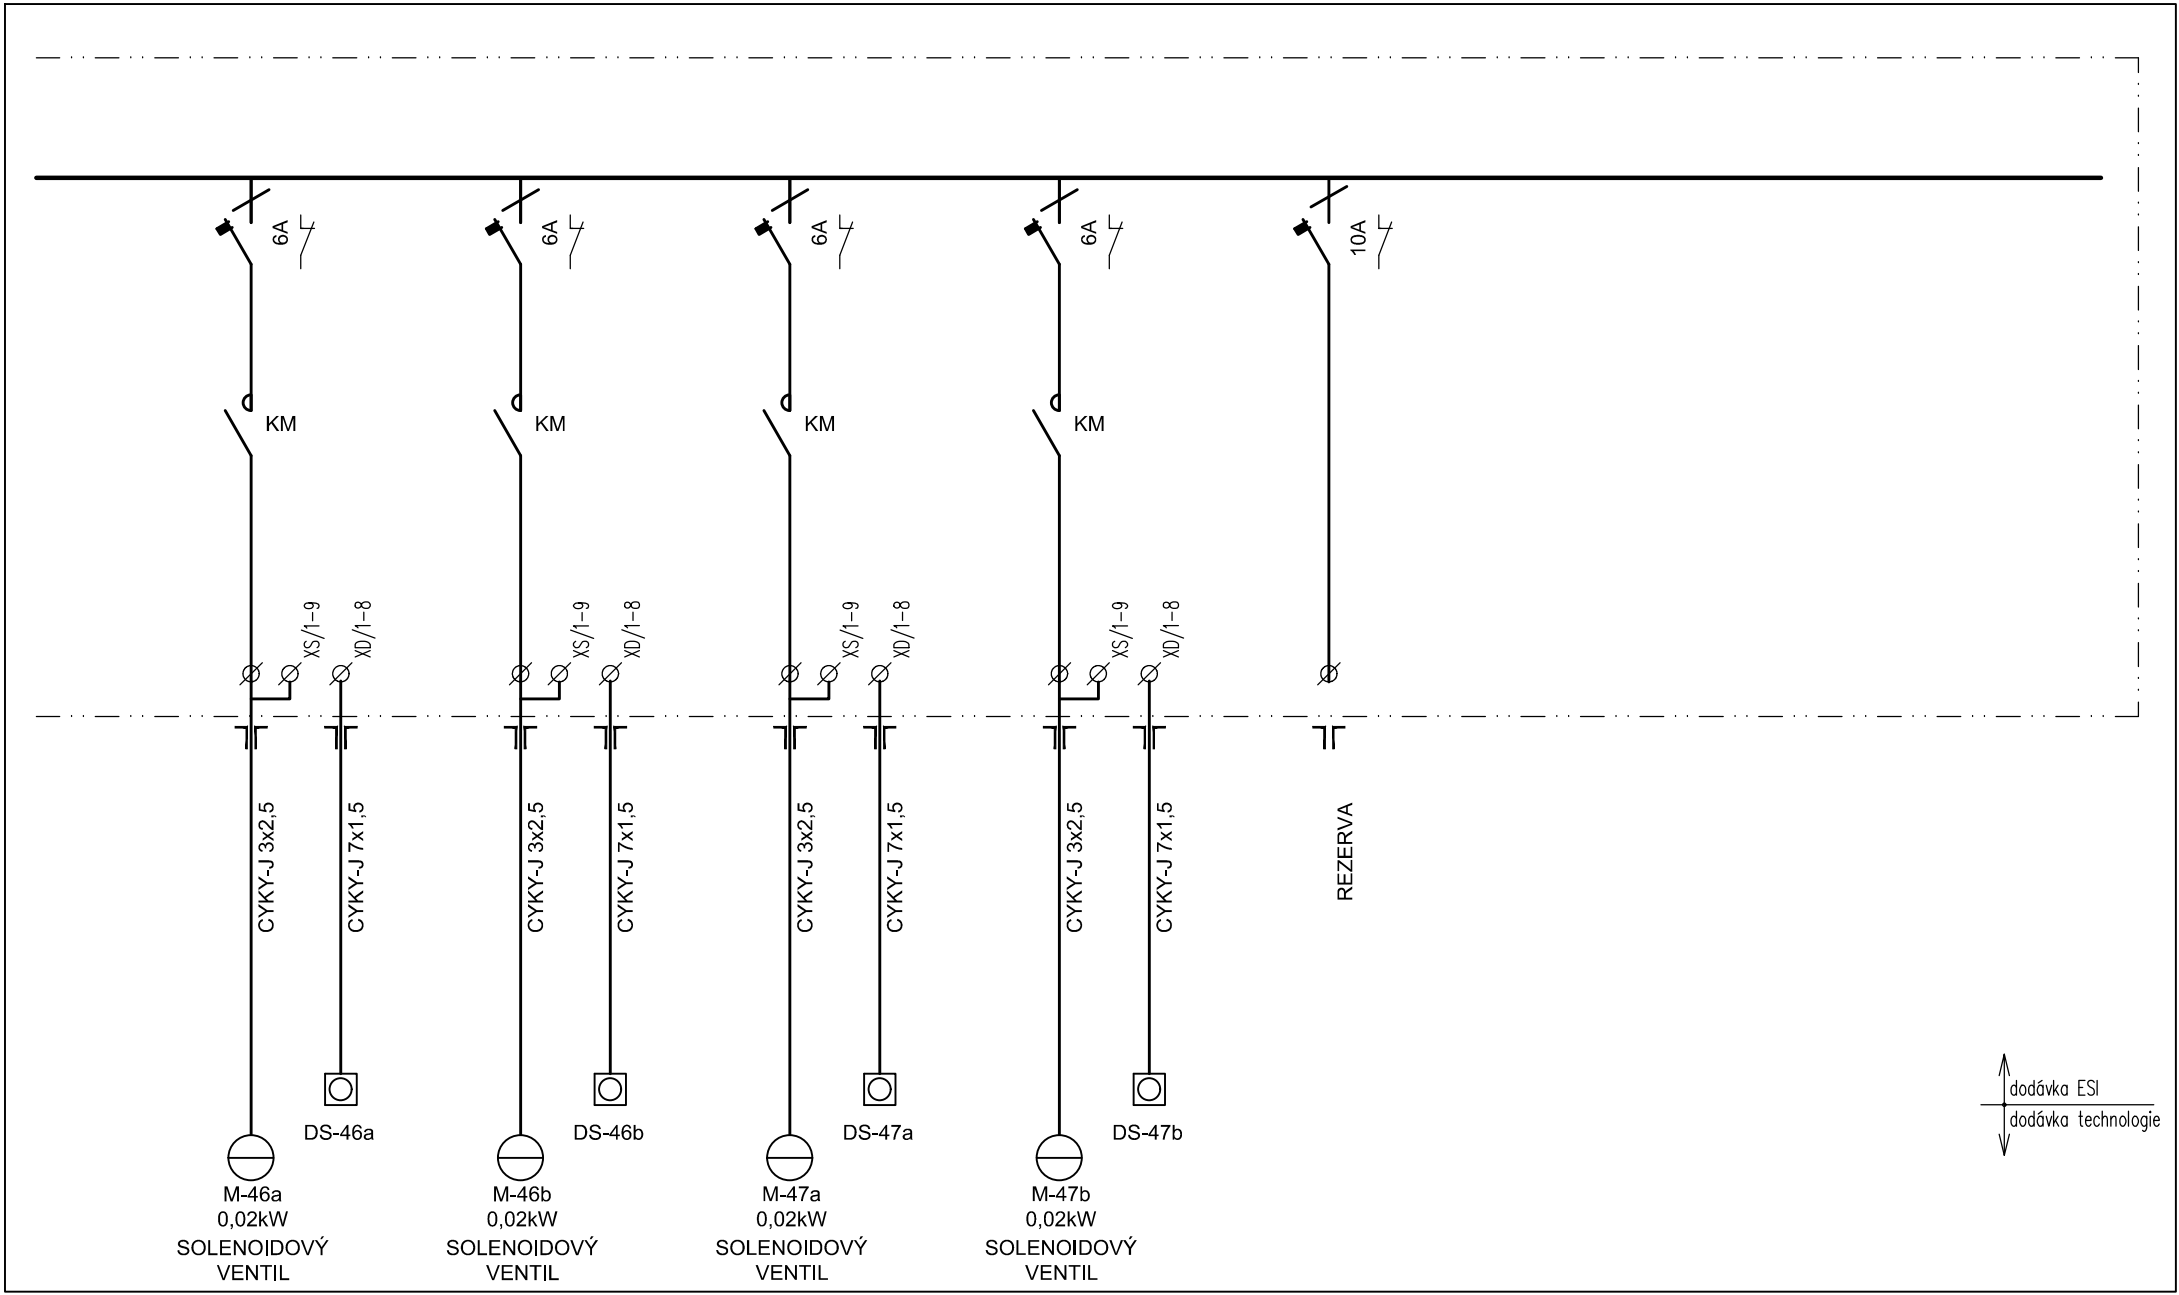 6A
6A
6A
6A
10A
KM
KM
KM
KM
XS/1-9
XD/1-8
XS/1-9
XD/1-8
XS/1-9
XD/1-8
XS/1-9
XD/1-8
CYKY-J 3x2,5
CYKY-J 7x1,5
CYKY-J 3x2,5
CYKY-J 7x1,5
CYKY-J 3x2,5
CYKY-J 7x1,5
CYKY-J 3x2,5
CYKY-J 7x1,5
REZERVA
DS-46a
DS-46b
DS-47a
DS-47b
M-46a
0,02kW
SOLENOIDOVÝ
VENTIL
M-46b
0,02kW
SOLENOIDOVÝ
VENTIL
M-47a
0,02kW
SOLENOIDOVÝ
VENTIL
M-47b
0,02kW
SOLENOIDOVÝ
VENTIL
dodávka ESI
dodávka technologie